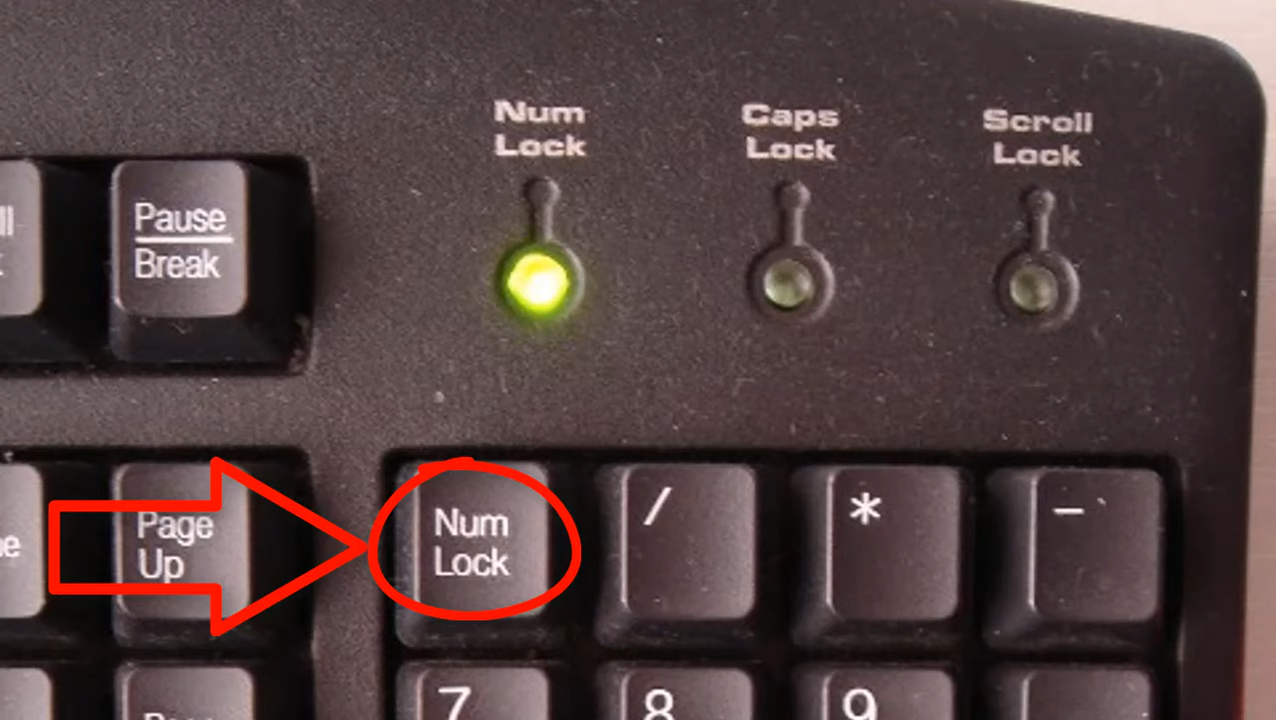 Num
Lock
Caps
Lock
Scroll
Lock
Pause
Break
Page
Up
Num
Lock
/
*
-
7
8
9